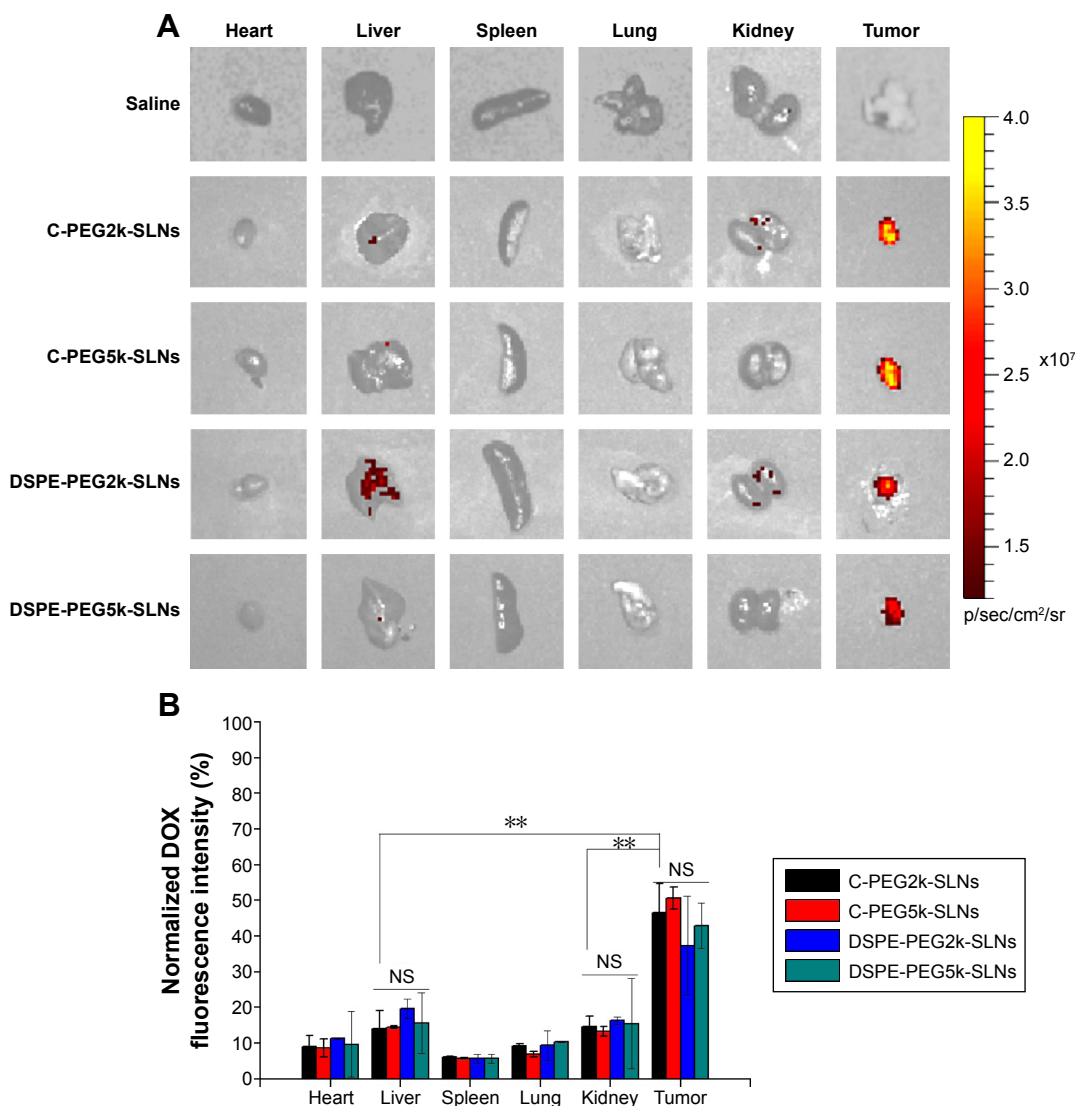 A
Heart Liver Spleen Lung Kidney Tumor
Saline
C-PEG2k-SLNs
C-PEG5k-SLNs
DSPE-PEG2k-SLNs
DSPE-PEG5k-SLNs
4.0
3.5
3.0
2.5
x10⁷
2.0
1.5
p/sec/cm²/sr
B
Normalized DOX
fluorescence intensity (%)
100
90
80
70
60
50
40
30
20
10
0
**
**
NS
NS
NS
Heart Liver Spleen Lung Kidney Tumor
C-PEG2k-SLNs
C-PEG5k-SLNs
DSPE-PEG2k-SLNs
DSPE-PEG5k-SLNs